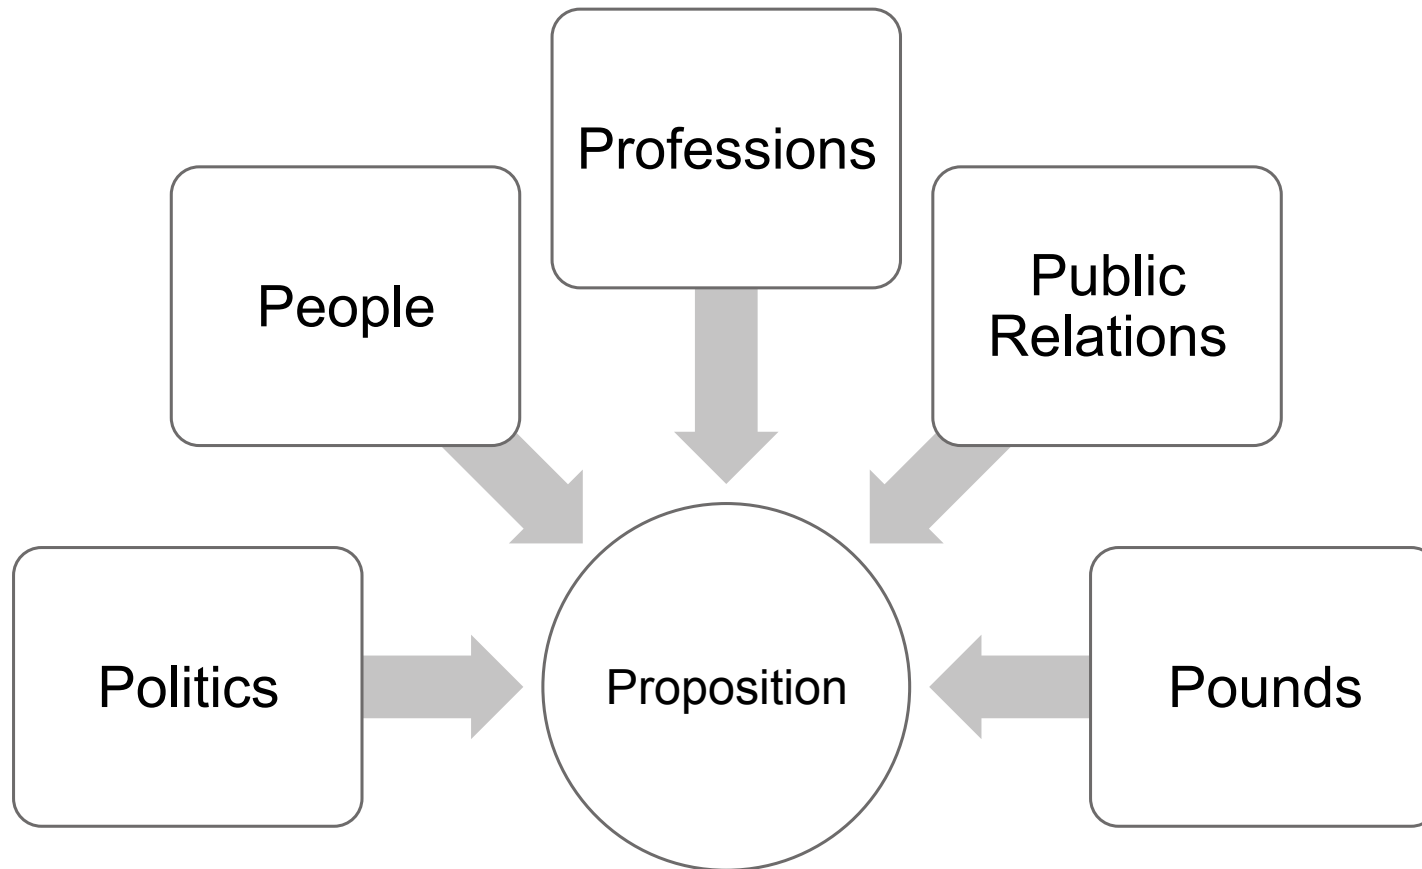 Professions
People
Public
Relations
Politics
Proposition
Pounds